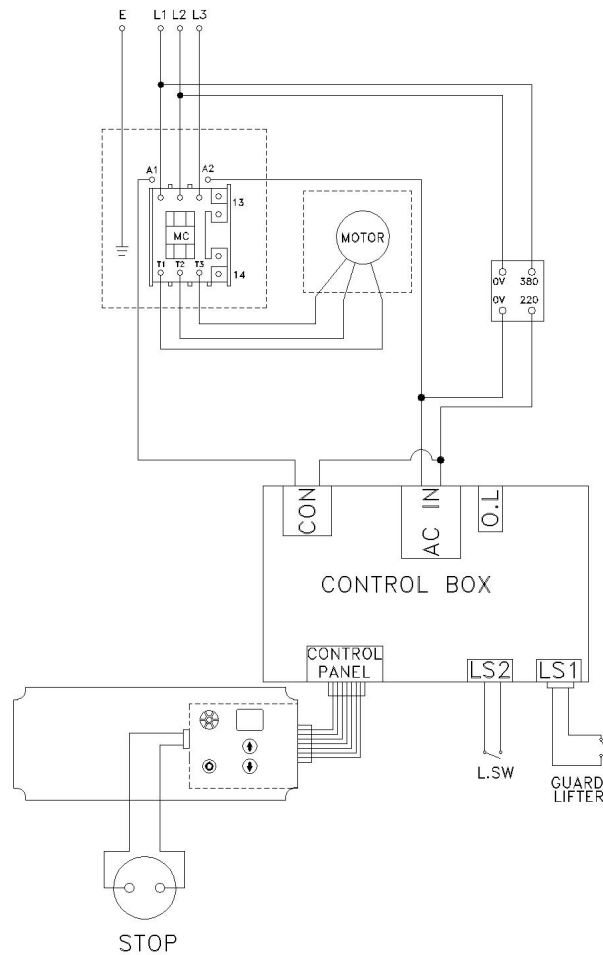 E L1 L2 L3
A1 A2
13
MC
MOTOR
T1 T2 T3
14
0V 380
0V 220
CON
AC IN
O.L
CONTROL BOX
CONTROL
PANEL
LS2
LS1
L.SW
GUARD
LIFTER
STOP